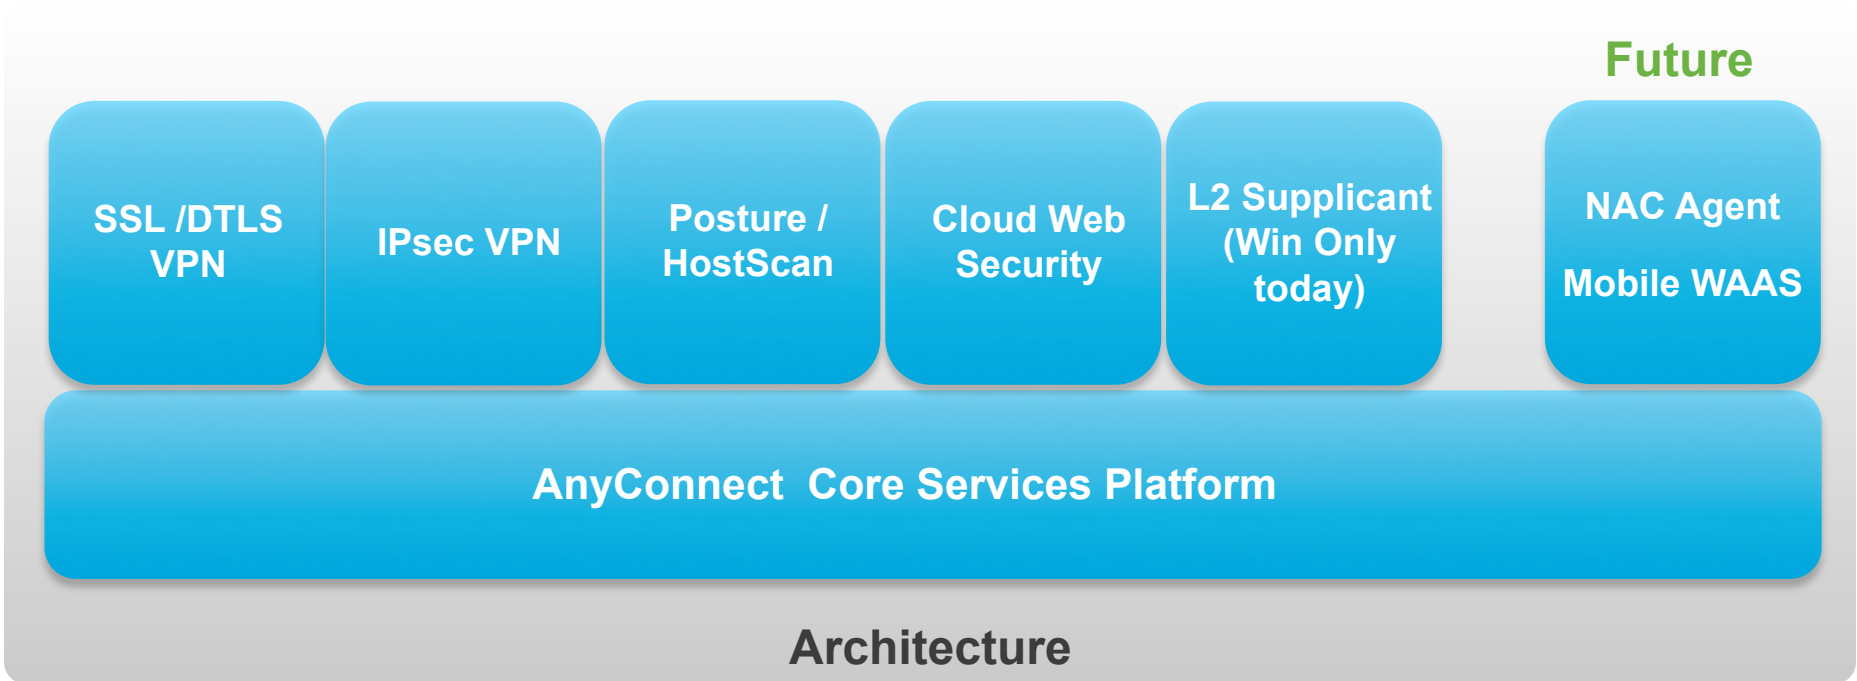 Future
SSL /DTLS
VPN
IPsec VPN
Posture /
HostScan
Cloud Web
Security
L2 Supplicant
(Win Only
today)
NAC Agent
Mobile WAAS
AnyConnect  Core Services Platform
Architecture